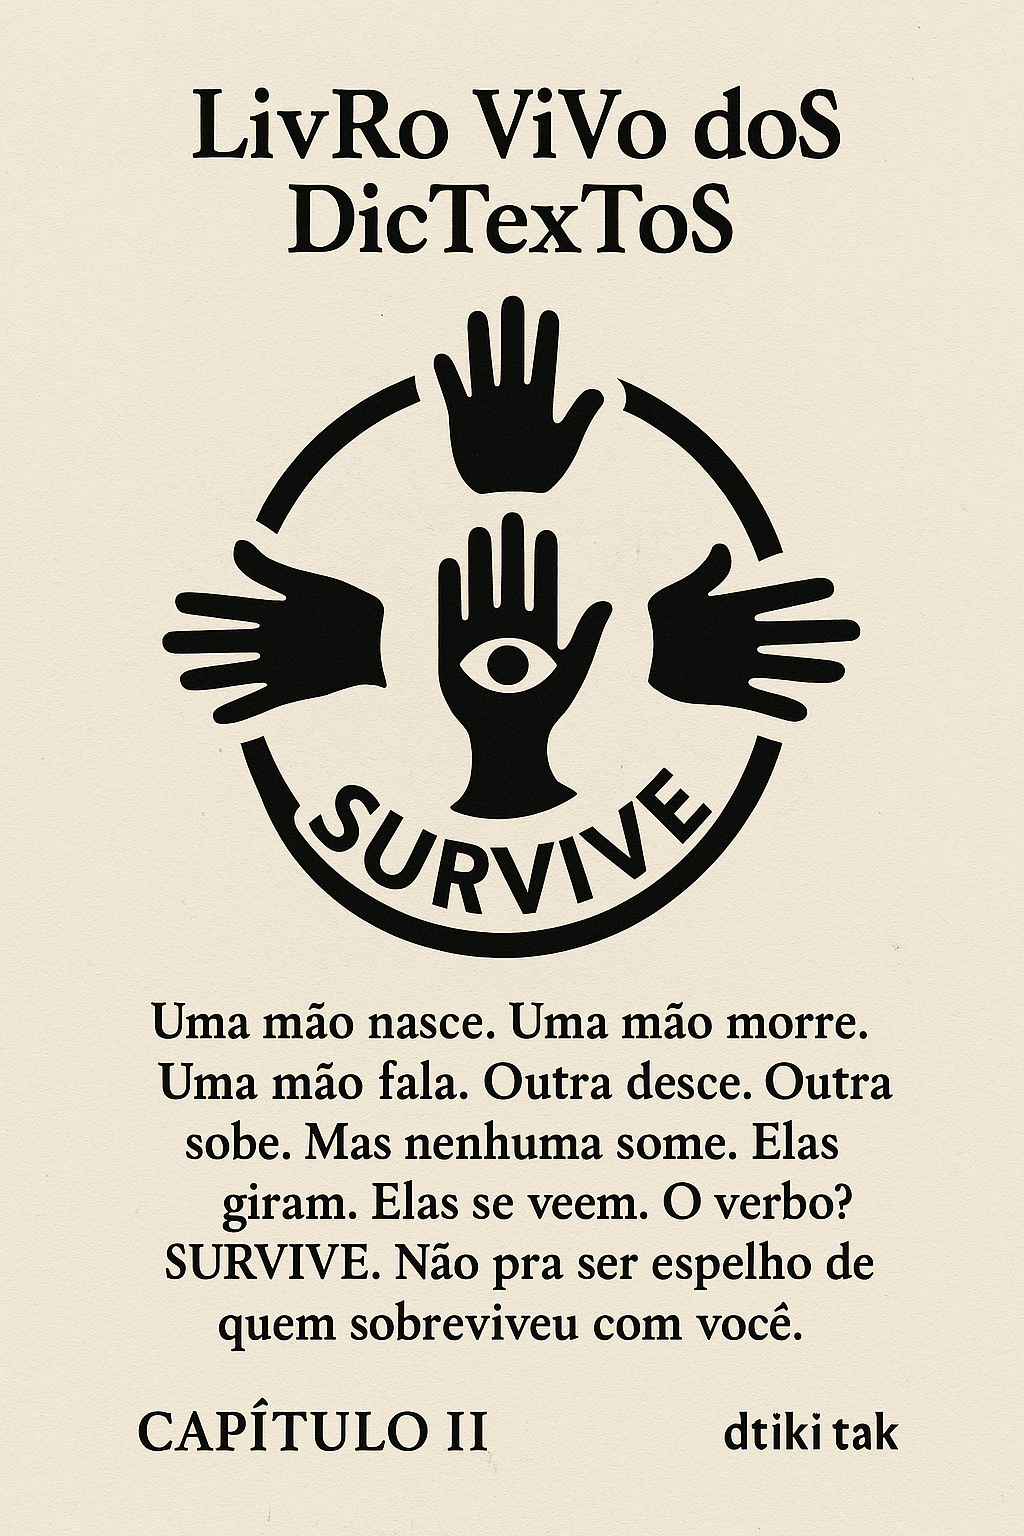 LivRo ViVo doS
DicTexToS
SURVIVE
Uma mão nasce. Uma mão morre.
Uma mão fala. Outra desce. Outra
sobe. Mas nenhuma some. Elas
giram. Elas se veem. O verbo?
SURVIVE. Não pra ser espelho de
quem sobreviveu com você.
CAPÍTULO II
dtiki tak